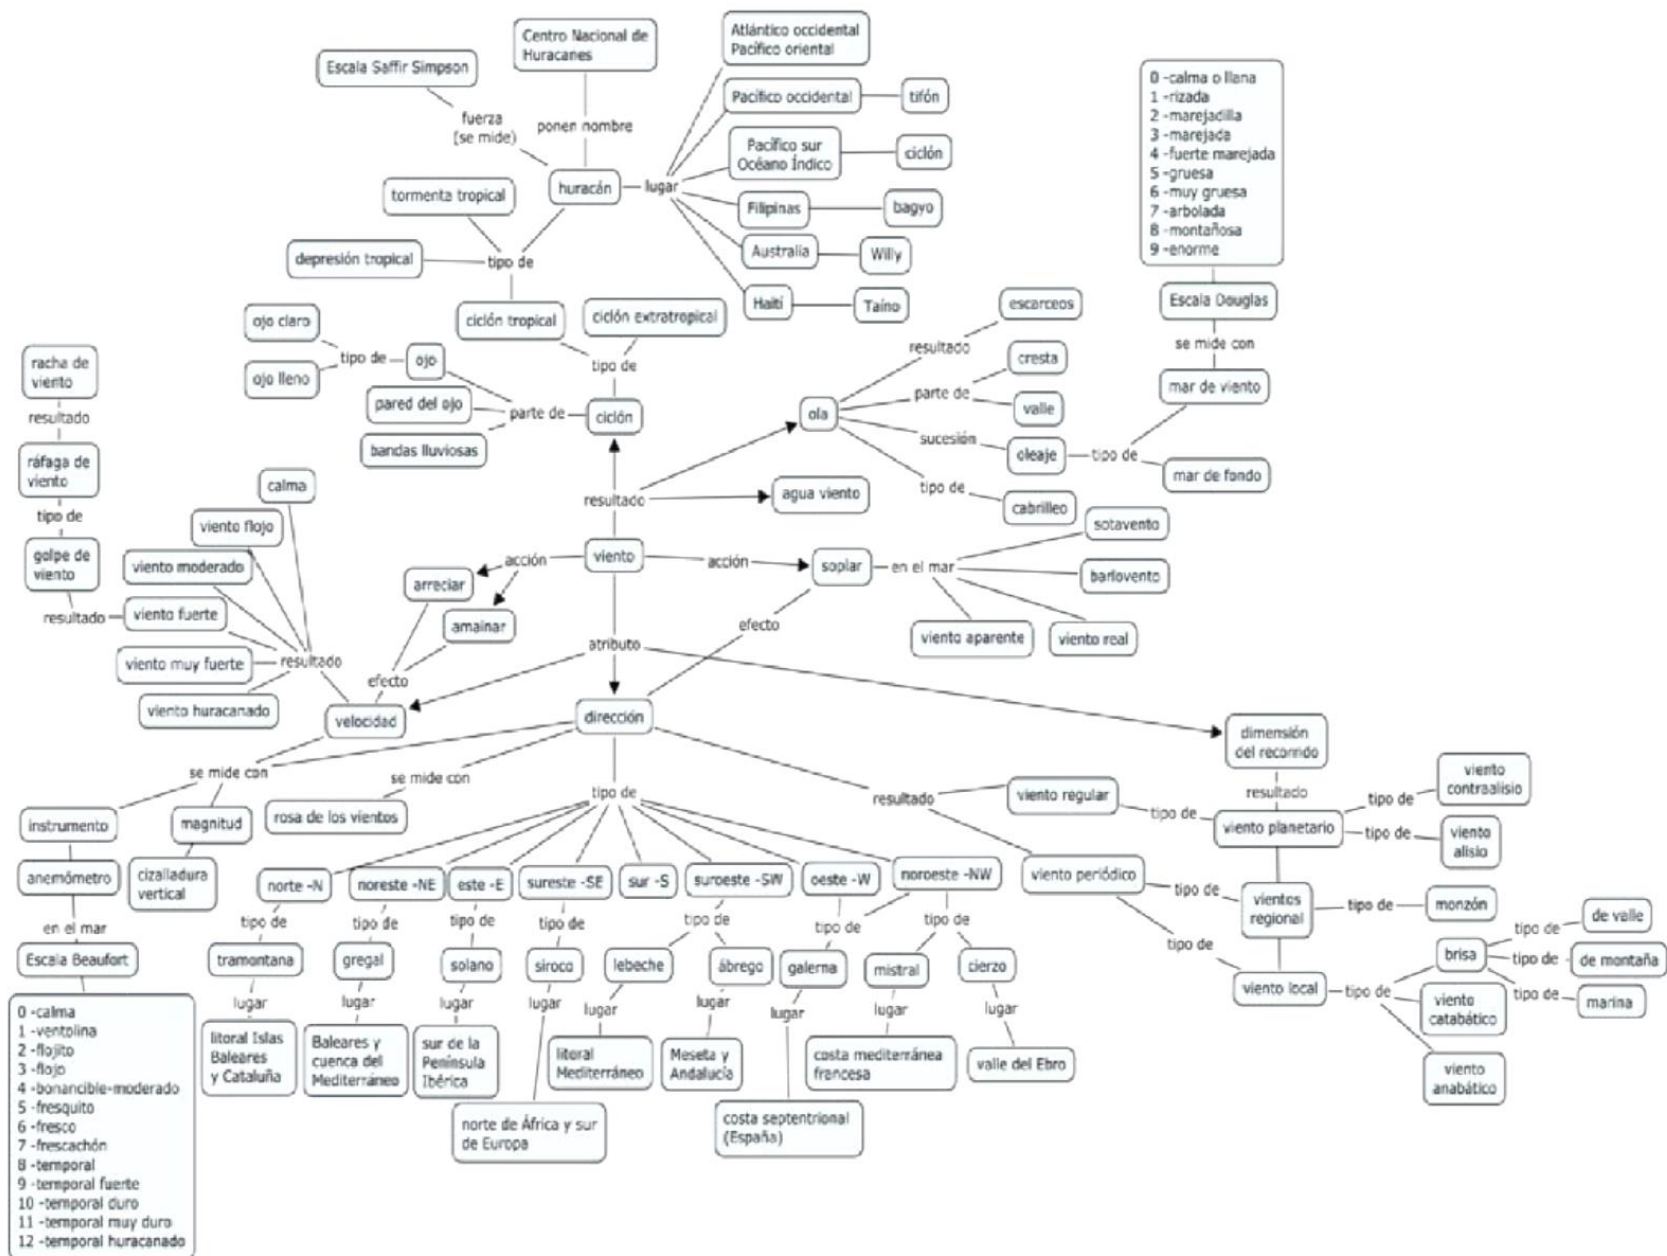 Centro Nacional de
Huracanes
Atlántico occidental
Pacífico oriental
Escala Saffir Simpson
fuerza
(se mide)
ponen nombre
Pacífico occidental
tifón
Pacífico sur
Océano Índico
ciclón
huracán
lugar
Filipinas
bagyo
Australia
Willy
Haití
Taíno
tormenta tropical
depresión tropical
tipo de
ciclón tropical
ciclón extratropical
tipo de
ojo claro
ojo lleno
tipo de
ojo
pared del ojo
bandas lluviosas
parte de
ciclón
0 -calma o llana
1 -rizada
2 -marejadilla
3 -marejada
4 -fuerte marejada
5 -gruesa
6 -muy gruesa
7 -arbolada
8 -montañosa
9 -enorme
Escala Douglas
se mide con
mar de viento
escarceos
resultado
cresta
parte de
valle
ola
sucesión
oleaje
tipo de
mar de fondo
tipo de
cabrilleo
resultado
agua viento
racha de
viento
resultado
ráfaga de
viento
tipo de
golpe de
viento
resultado
calma
viento flojo
viento moderado
viento fuerte
viento muy fuerte
viento huracanado
resultado
viento
acción
arreciar
amainar
efecto
velocidad
acción
soplar
en el mar
sotavento
barlovento
viento aparente
viento real
efecto
atributo
dirección
dimensión
del recorrido
resultado
se mide con
instrumento
magnitud
anemómetro
cizalladura
vertical
en el mar
Escala Beaufort
0 -calma
1 -ventolina
2 -flojito
3 -flojo
4 -bonancible-moderado
5 -fresquito
6 -fresco
7 -frescachón
8 -temporal
9 -temporal fuerte
10 -temporal duro
11 -temporal muy duro
12 -temporal huracanado
se mide con
rosa de los vientos
tipo de
norte -N
noreste -NE
este -E
sureste -SE
sur -S
suroeste -SW
oeste -W
noroeste -NW
tipo de
tipo de
tipo de
tipo de
tipo de
tipo de
tipo de
tramontana
gregal
solano
siroco
lebeche
ábrego
galerna
mistral
cierzo
lugar
lugar
lugar
lugar
lugar
lugar
lugar
lugar
lugar
litoral Islas
Baleares
y Cataluña
Baleares y
cuenca del
Mediterráneo
sur de la
Península
Ibérica
norte de África y sur
de Europa
litoral
Mediterráneo
Meseta y
Andalucía
costa septentrional
(España)
costa mediterránea
francesa
valle del Ebro
resultado
viento regular
tipo de
viento planetario
tipo de
viento
contraalisio
tipo de
viento
alisio
viento periódico
tipo de
vientos
regional
tipo de
monzón
tipo de
viento local
tipo de
brisa
tipo de
de valle
tipo de
de montaña
tipo de
marina
viento
catabático
viento
anabático